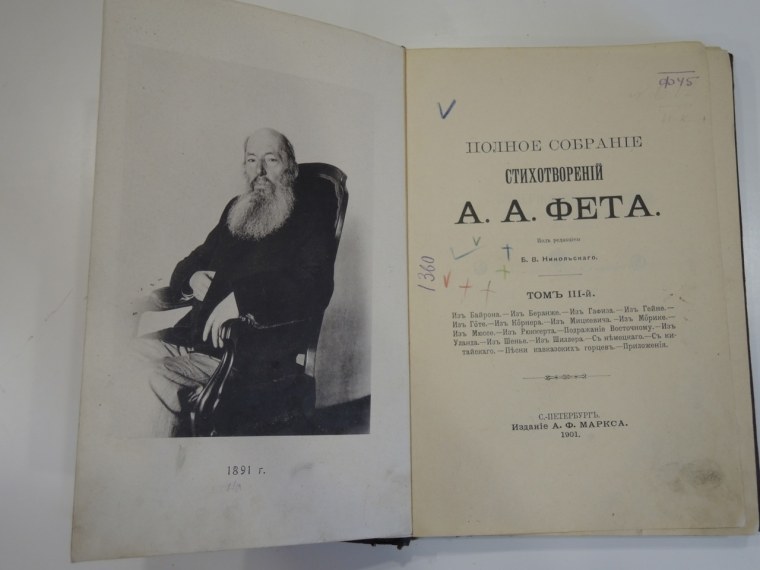 1891 г.
ПОЛНОЕ СОБРАНІЕ
СТИХОТВОРЕНІЙ
А. А. ФЕТА.
Подъ редакціею
Б. В. Никольскаго.
1360
ТОМЪ III-й.
Изъ Байрона.—Изъ Беранже.—Изъ Гафиза.—Изъ Гейне.—
Изъ Гёте.—Изъ Кёрнера.—Изъ Мицкевича.—Изъ Мёрике.—
Изъ Мюссе.—Изъ Рюккерта.—Подражаніе Восточному.—Изъ
Уланда.—Изъ Шенье.—Изъ Шиллера.—Съ нѣмецкаго.—Съ ки-
тайскаго.—Пѣсни кавказскихъ горцевъ.—Приложенія.
С.-ПЕТЕРБУРГЪ.
Изданіе А. Ф. МАРКСА.
1901.